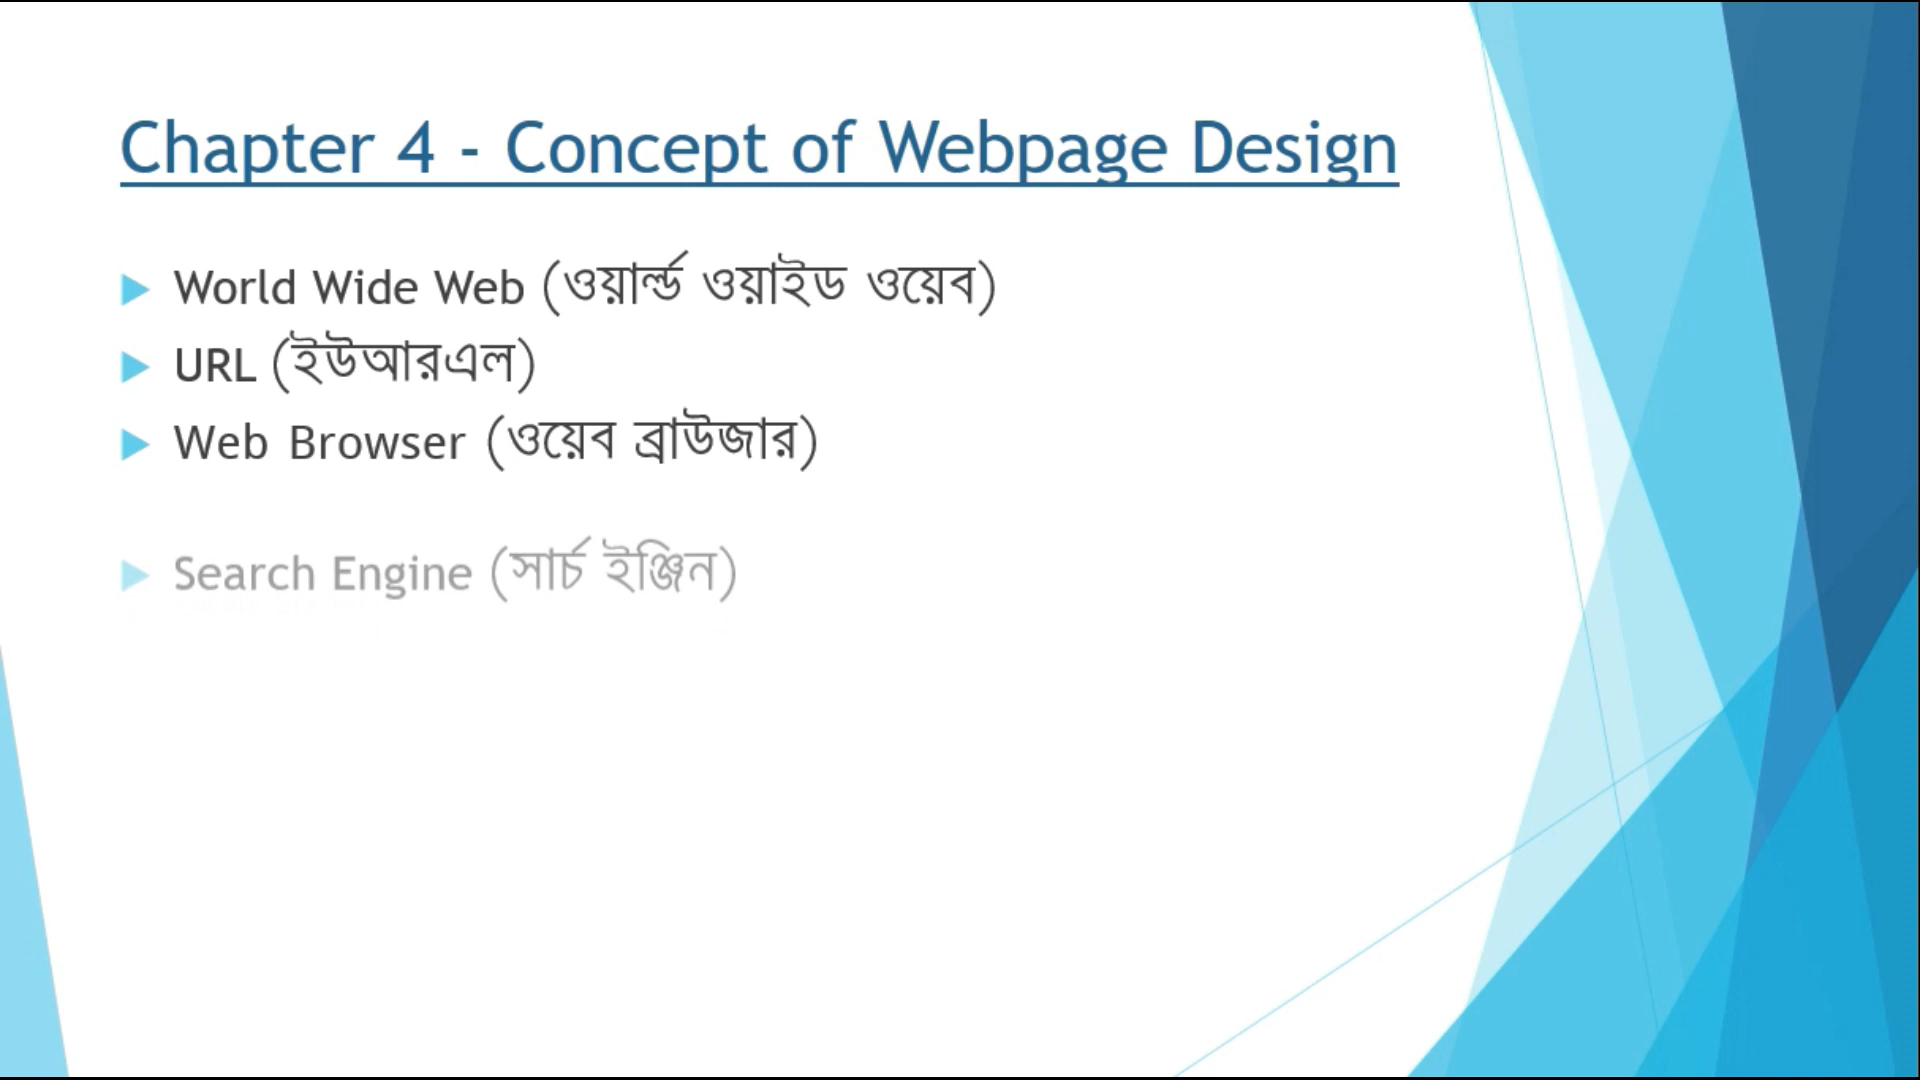 Chapter 4 - Concept of Webpage Design
World Wide Web (ওয়ার্ল্ড ওয়াইড ওয়েব)
URL (ইউআরএল)
Web Browser (ওয়েব ব্রাউজার)
Search Engine (সার্চ ইঞ্জিন)